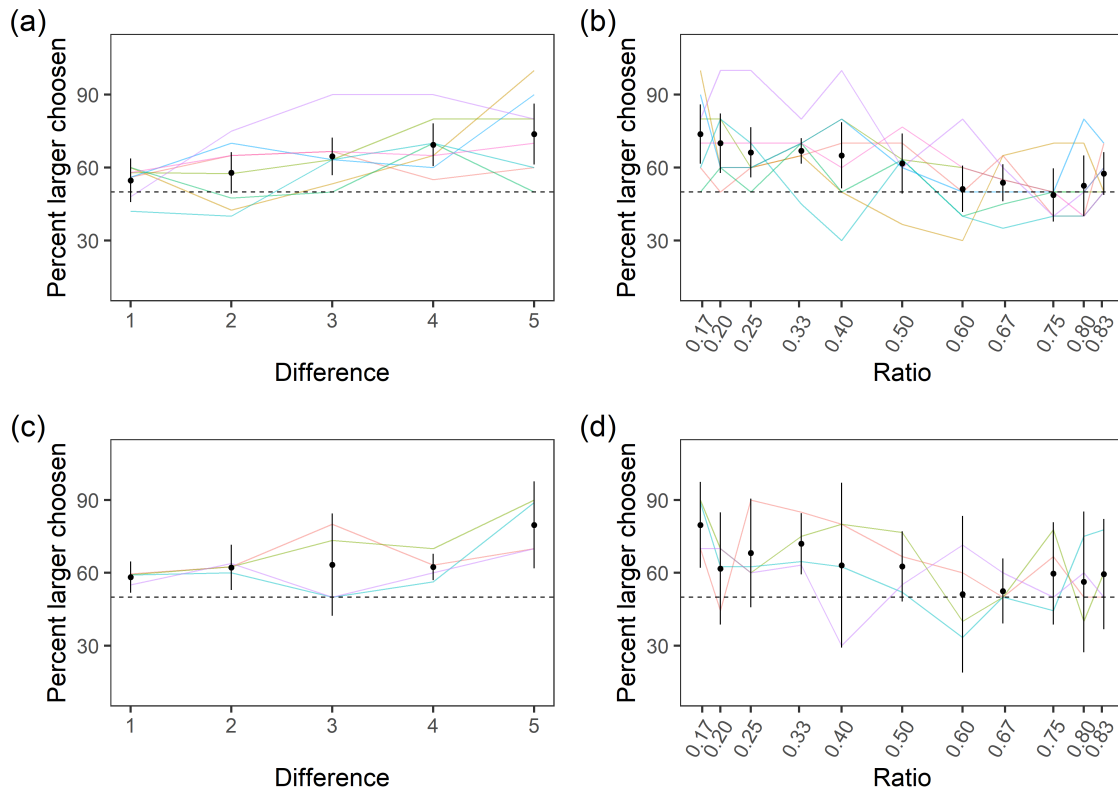 (a)
Percent larger choosen
90
60
30
1 2 3 4 5
Difference
(b)
Percent larger choosen
90
60
30
0.17 0.20 0.25 0.33 0.40 0.50 0.60 0.67 0.75 0.80 0.83
Ratio
(c)
Percent larger choosen
90
60
30
1 2 3 4 5
Difference
(d)
Percent larger choosen
90
60
30
0.17 0.20 0.25 0.33 0.40 0.50 0.60 0.67 0.75 0.80 0.83
Ratio